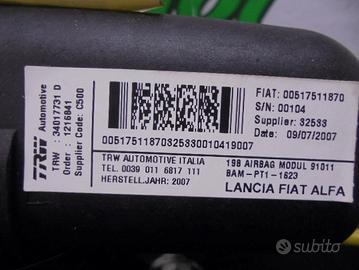 TRW Automotive
TRW : 34017731 D
Order : 1216841
Supplier Code: C500
FIAT: 00517511870
S/N: 00104
Supplier: 32533
Date: 09/07/2007
00517511870325330010419007
TRW AUTOMOTIVE ITALIA
TEL. 0039 011 6817 111
HERSTELL.JAHR: 2007
198 AIRBAG MODUL 91011
BAM-PT1-1623
LANCIA FIAT ALFA
subito